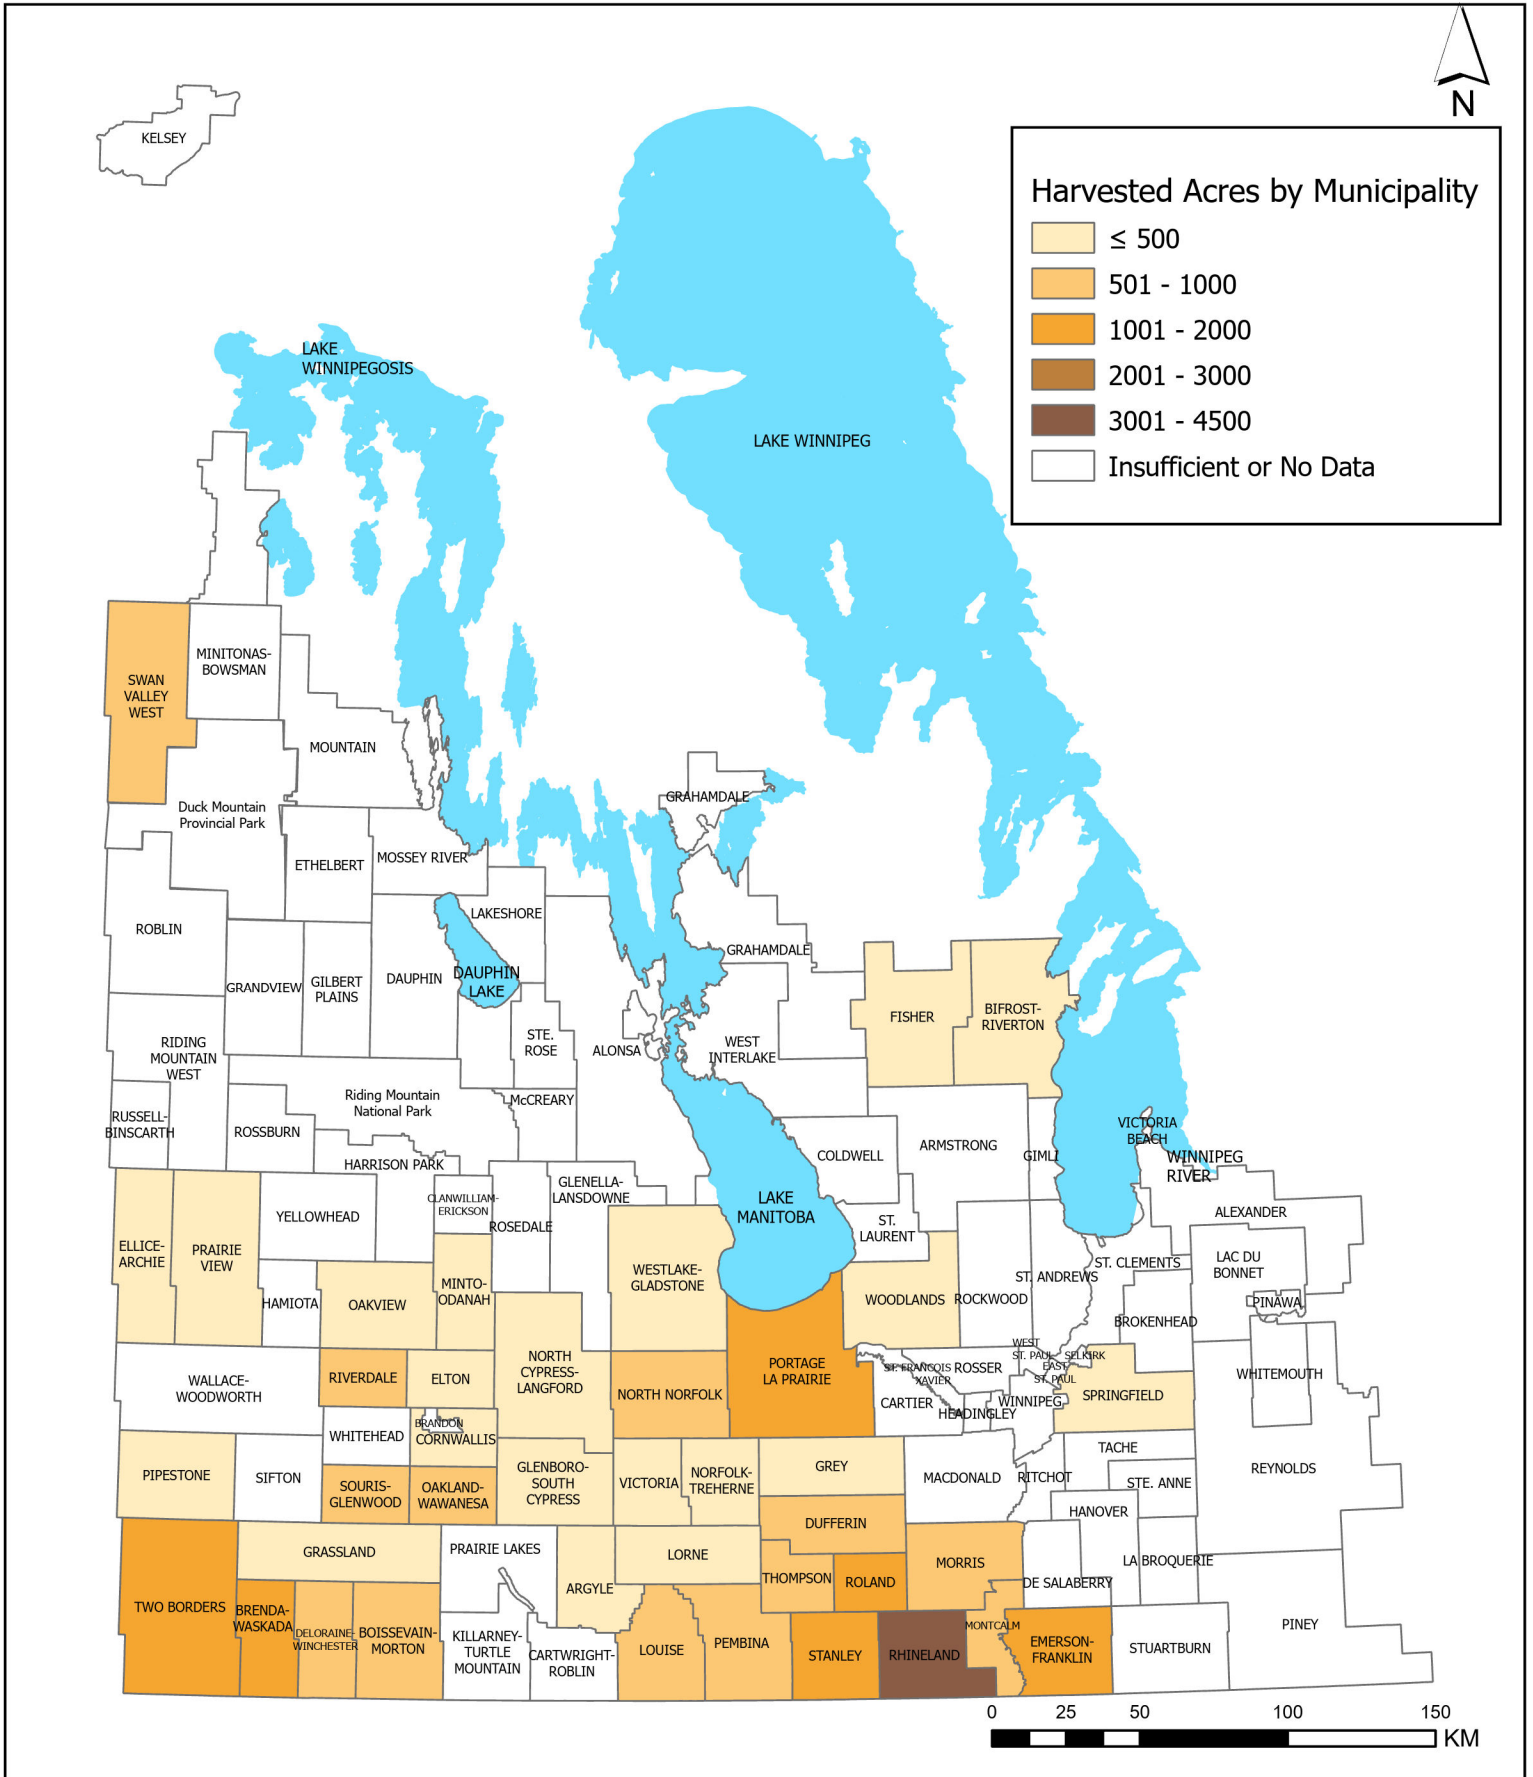 N
Harvested Acres by Municipality
≤ 500
501 - 1000
1001 - 2000
2001 - 3000
3001 - 4500
Insufficient or No Data
KELSEY
LAKE
WINNIPEGOSIS
LAKE WINNIPEG
MINITONAS-
BOWSMAN
SWAN
VALLEY
WEST
MOUNTAIN
Duck Mountain
Provincial Park
GRAHAMDALE
ETHELBERT
MOSSEY RIVER
ROBLIN
LAKESHORE
GRAHAMDALE
GRANDVIEW
GILBERT
PLAINS
DAUPHIN
DAUPHIN
LAKE
FISHER
BIFROST-
RIVERTON
RIDING
MOUNTAIN
WEST
STE.
ROSE
ALONSA
WEST
INTERLAKE
RUSSELL-
BINSCARTH
ROSSBURN
Riding Mountain
National Park
McCREARY
HARRISON PARK
COLDWELL
ARMSTRONG
GIMLI
VICTORIA
BEACH
WINNIPEG
RIVER
YELLOWHEAD
CLANWILLIAM-
ERICKSON
ROSEDALE
GLENELLA-
LANSDOWNE
LAKE
MANITOBA
ST.
LAURENT
ALEXANDER
ELLICE-
ARCHIE
PRAIRIE
VIEW
HAMIOTA
OAKVIEW
MINTO-
ODANAH
WESTLAKE-
GLADSTONE
WOODLANDS
ROCKWOOD
ST. ANDREWS
ST. CLEMENTS
LAC DU
BONNET
PINAWA
BROKENHEAD
WALLACE-
WOODWORTH
RIVERDALE
ELTON
NORTH
CYPRESS-
LANGFORD
NORTH NORFOLK
PORTAGE
LA PRAIRIE
ST. FRANCOIS
XAVIER
ROSSER
WEST
ST. PAUL
SELKIRK
EAST
ST. PAUL
CARTIER
HEADINGLEY
WINNIPEG
SPRINGFIELD
WHITEMOUTH
WHITEHEAD
BRANDON
CORNWALLIS
PIPESTONE
SIFTON
SOURIS-
GLENWOOD
OAKLAND-
WAWANESA
GLENBORO-
SOUTH
CYPRESS
VICTORIA
NORFOLK-
TREHERNE
GREY
MACDONALD
RITCHOT
TACHE
STE. ANNE
REYNOLDS
HANOVER
DUFFERIN
GRASSLAND
PRAIRIE LAKES
ARGYLE
LORNE
THOMPSON
ROLAND
MORRIS
DE SALABERRY
LA BROQUERIE
TWO BORDERS
BRENDA-
WASKADA
DELORAINE-
WINCHESTER
BOISSEVAIN-
MORTON
KILLARNEY-
TURTLE
MOUNTAIN
CARTWRIGHT-
ROBLIN
LOUISE
PEMBINA
STANLEY
RHINELAND
MONTCALM
EMERSON-
FRANKLIN
STUARTBURN
PINEY
0 25 50 100 150
KM